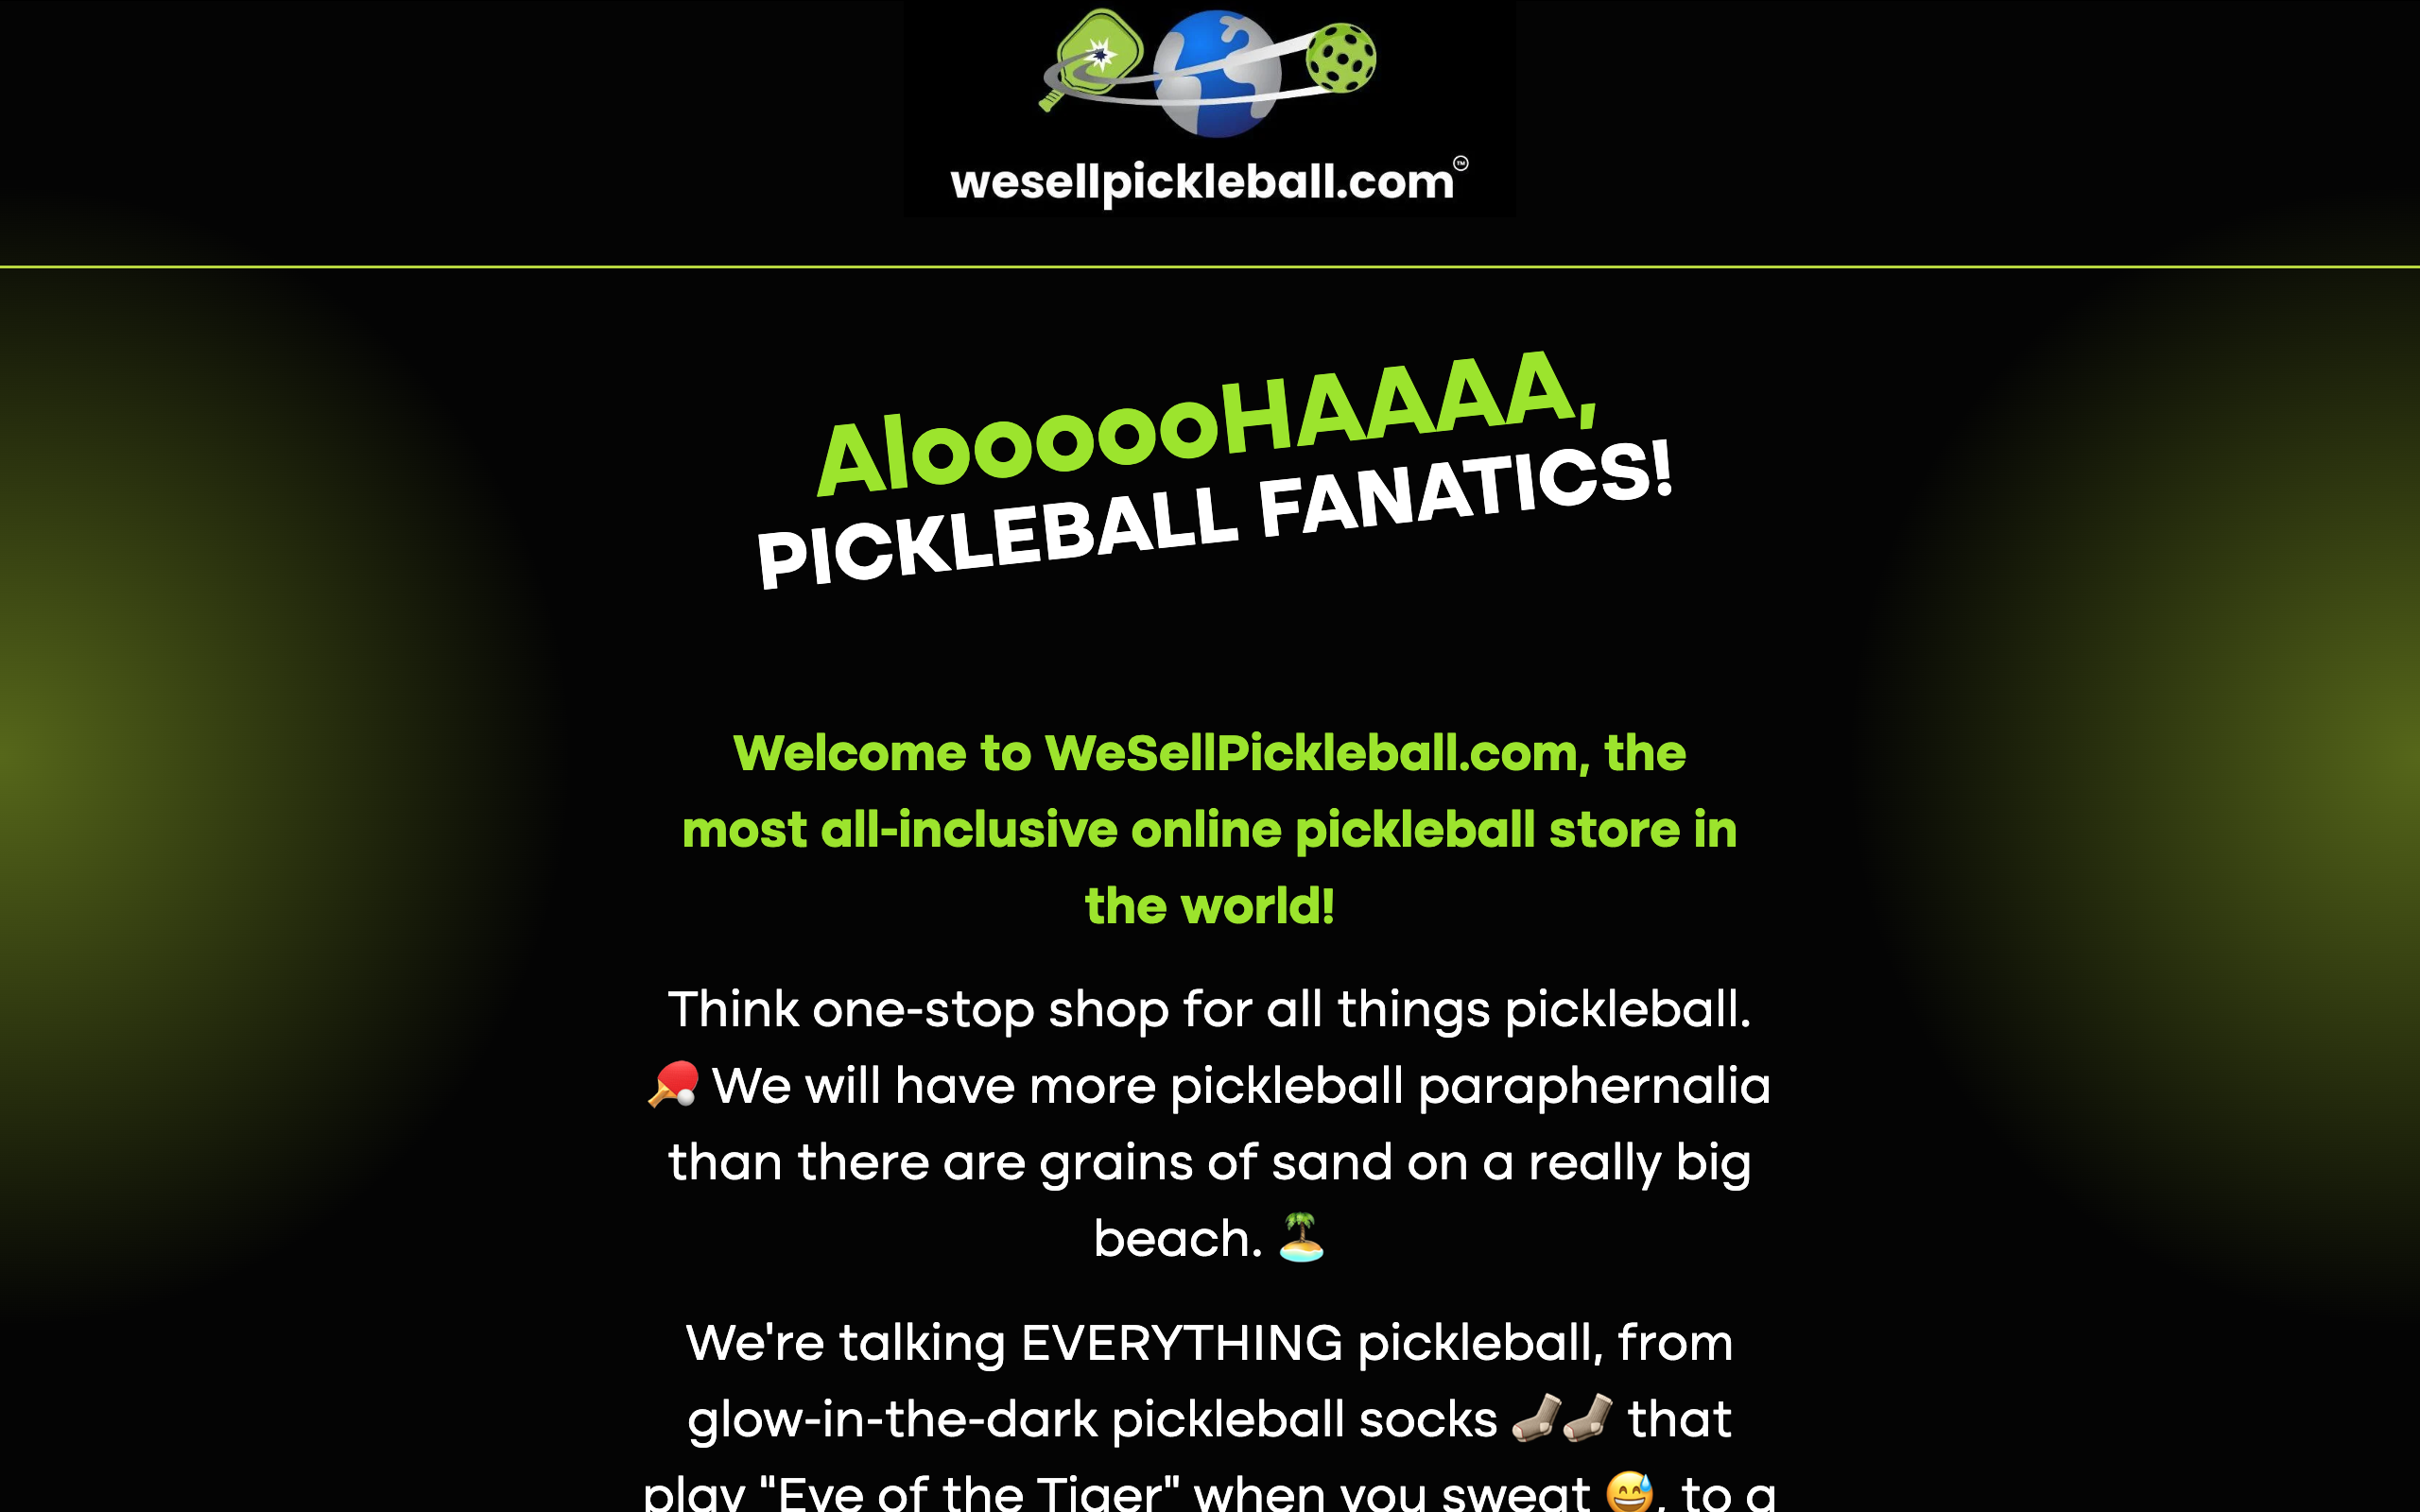 wesellpickleball.com™
AloooooHAAAA,
PICKLEBALL FANATICS!
Welcome to WeSellPickleball.com, the
most all-inclusive online pickleball store in
the world!
Think one-stop shop for all things pickleball.
🏓 We will have more pickleball paraphernalia
than there are grains of sand on a really big
beach. 🏝️
We're talking EVERYTHING pickleball, from
glow-in-the-dark pickleball socks 🧦🧦 that
play "Eye of the Tiger" when you sweat 😅, to a